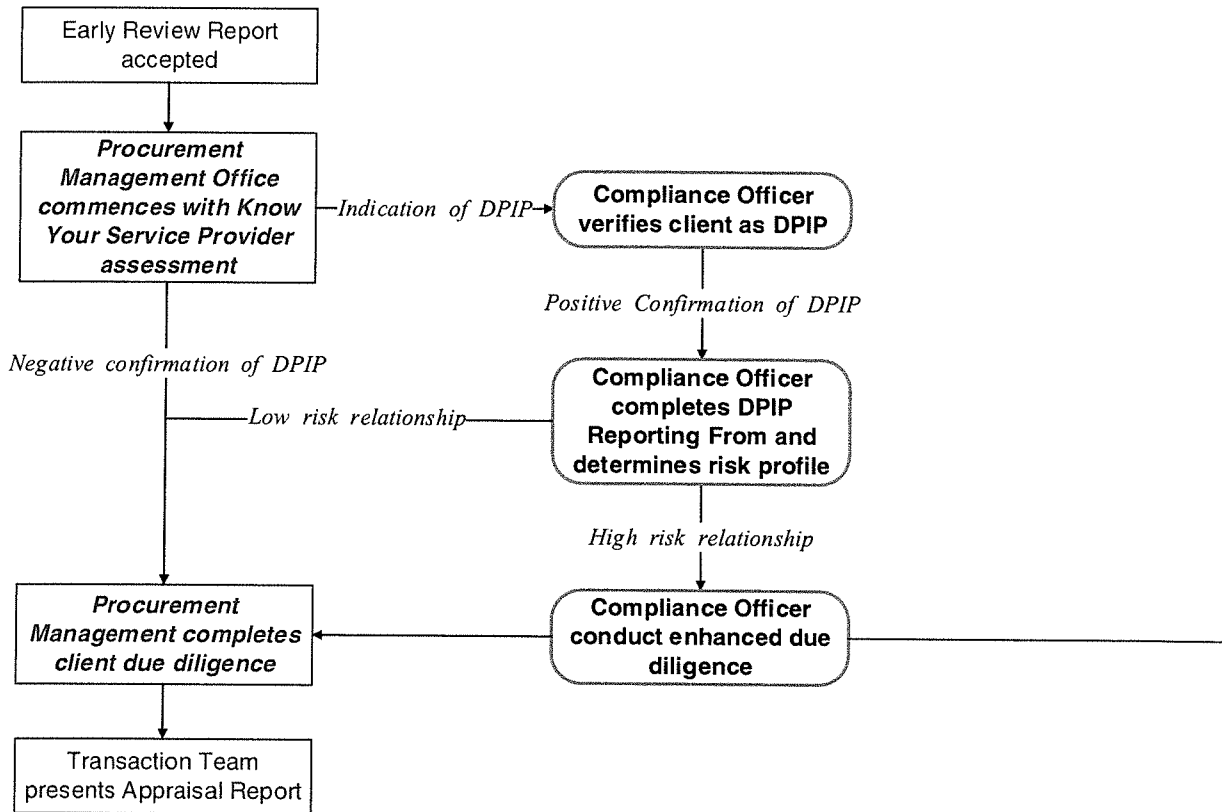 Early Review Report
accepted
Procurement
Management Office
commences with Know
Your Service Provider
assessment
Indication of DPIP
Compliance Officer
verifies client as DPIP
Positive Confirmation of DPIP
Negative confirmation of DPIP
Compliance Officer
completes DPIP
Reporting From and
determines risk profile
Low risk relationship
High risk relationship
Procurement
Management completes
client due diligence
Compliance Officer
conduct enhanced due
diligence
Transaction Team
presents Appraisal Report